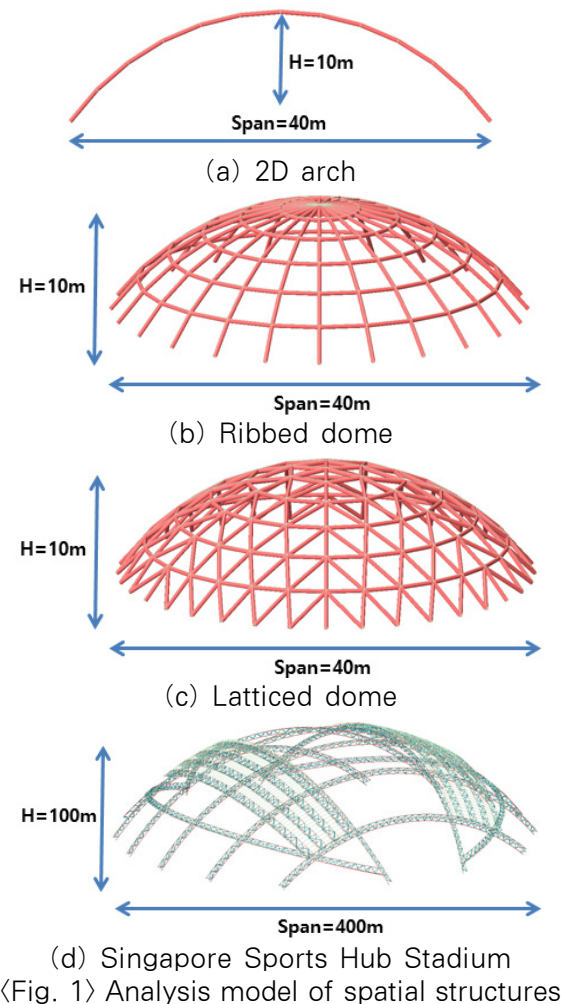 H=10m
Span=40m
(a) 2D arch
H=10m
Span=40m
(b) Ribbed dome
H=10m
Span=40m
(c) Latticed dome
H=100m
Span=400m
(d) Singapore Sports Hub Stadium
〈Fig. 1〉 Analysis model of spatial structures